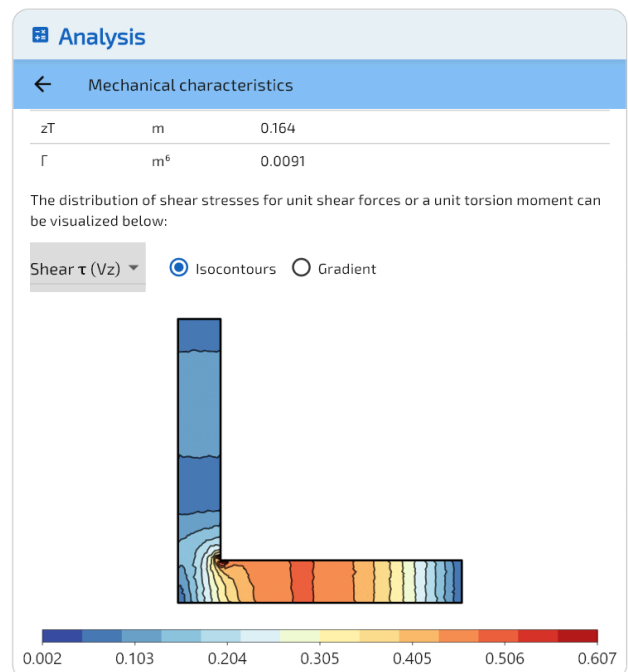 Analysis
Mechanical characteristics
zT m 0.164
Γ m⁶ 0.0091
The distribution of shear stresses for unit shear forces or a unit torsion moment can
be visualized below:
Shear τ (Vz) Isocontours Gradient
0.002 0.103 0.204 0.305 0.405 0.506 0.607